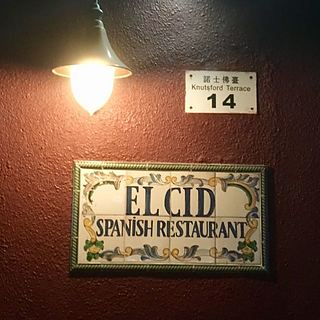 諾士佛臺
Knutsford Terrace
14
EL CID
SPANISH RESTAURANT